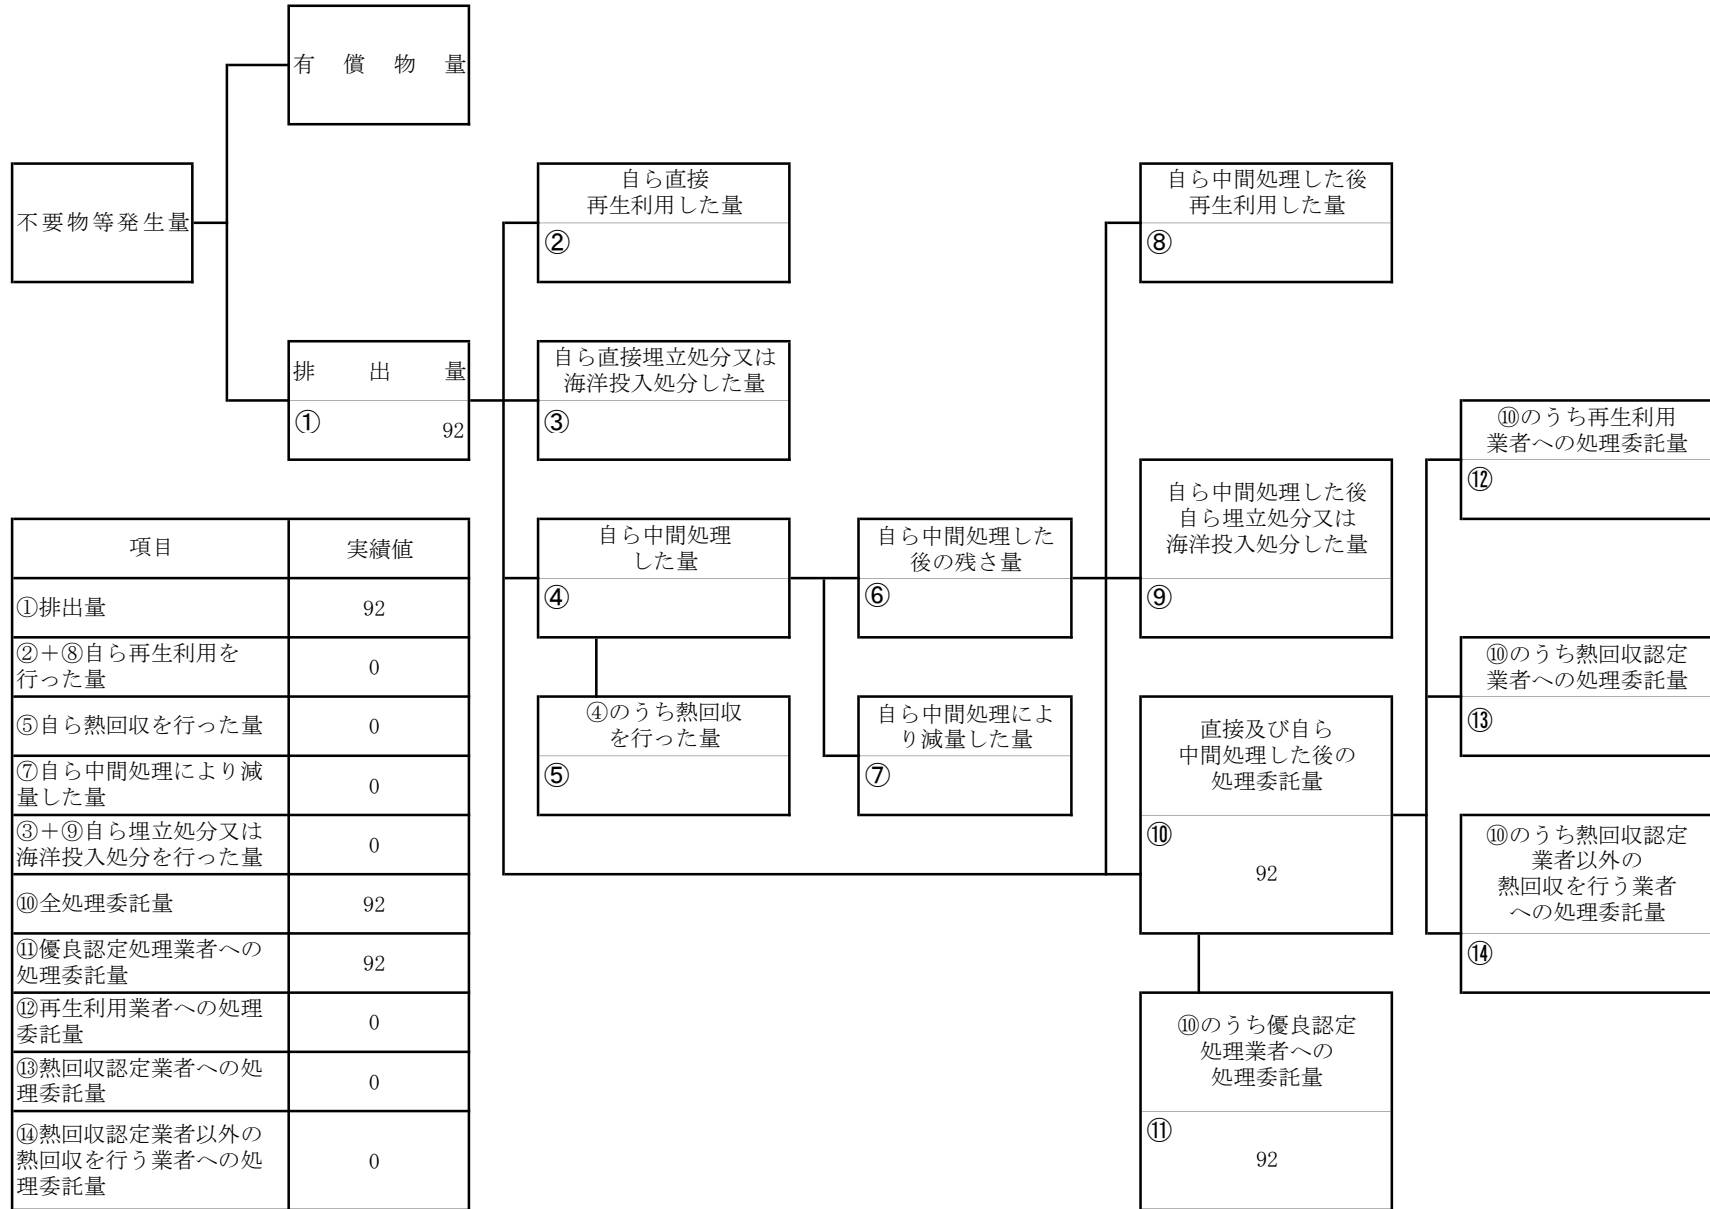 有償物量
不要物等発生量
排出量
①
92
自ら直接
再生利用した量
②
自ら直接埋立処分又は
海洋投入処分した量
③
自ら中間処理
した量
④
④のうち熱回収
を行った量
⑤
自ら中間処理した
後の残さ量
⑥
自ら中間処理によ
り減量した量
⑦
自ら中間処理した後
再生利用した量
⑧
自ら中間処理した後
自ら埋立処分又は
海洋投入処分した量
⑨
直接及び自ら
中間処理した後の
処理委託量
⑩
92
⑩のうち優良認定
処理業者への
処理委託量
⑪
92
⑩のうち再生利用
業者への処理委託量
⑫
⑩のうち熱回収認定
業者への処理委託量
⑬
⑩のうち熱回収認定
業者以外の
熱回収を行う業者
への処理委託量
⑭
項目 実績値
①排出量 92
②＋⑧自ら再生利用を
行った量 0
⑤自ら熱回収を行った量 0
⑦自ら中間処理により減
量した量 0
③＋⑨自ら埋立処分又は
海洋投入処分を行った量 0
⑩全処理委託量 92
⑪優良認定処理業者への
処理委託量 92
⑫再生利用業者への処理
委託量 0
⑬熱回収認定業者への処
理委託量 0
⑭熱回収認定業者以外の
熱回収を行う業者への処
理委託量 0